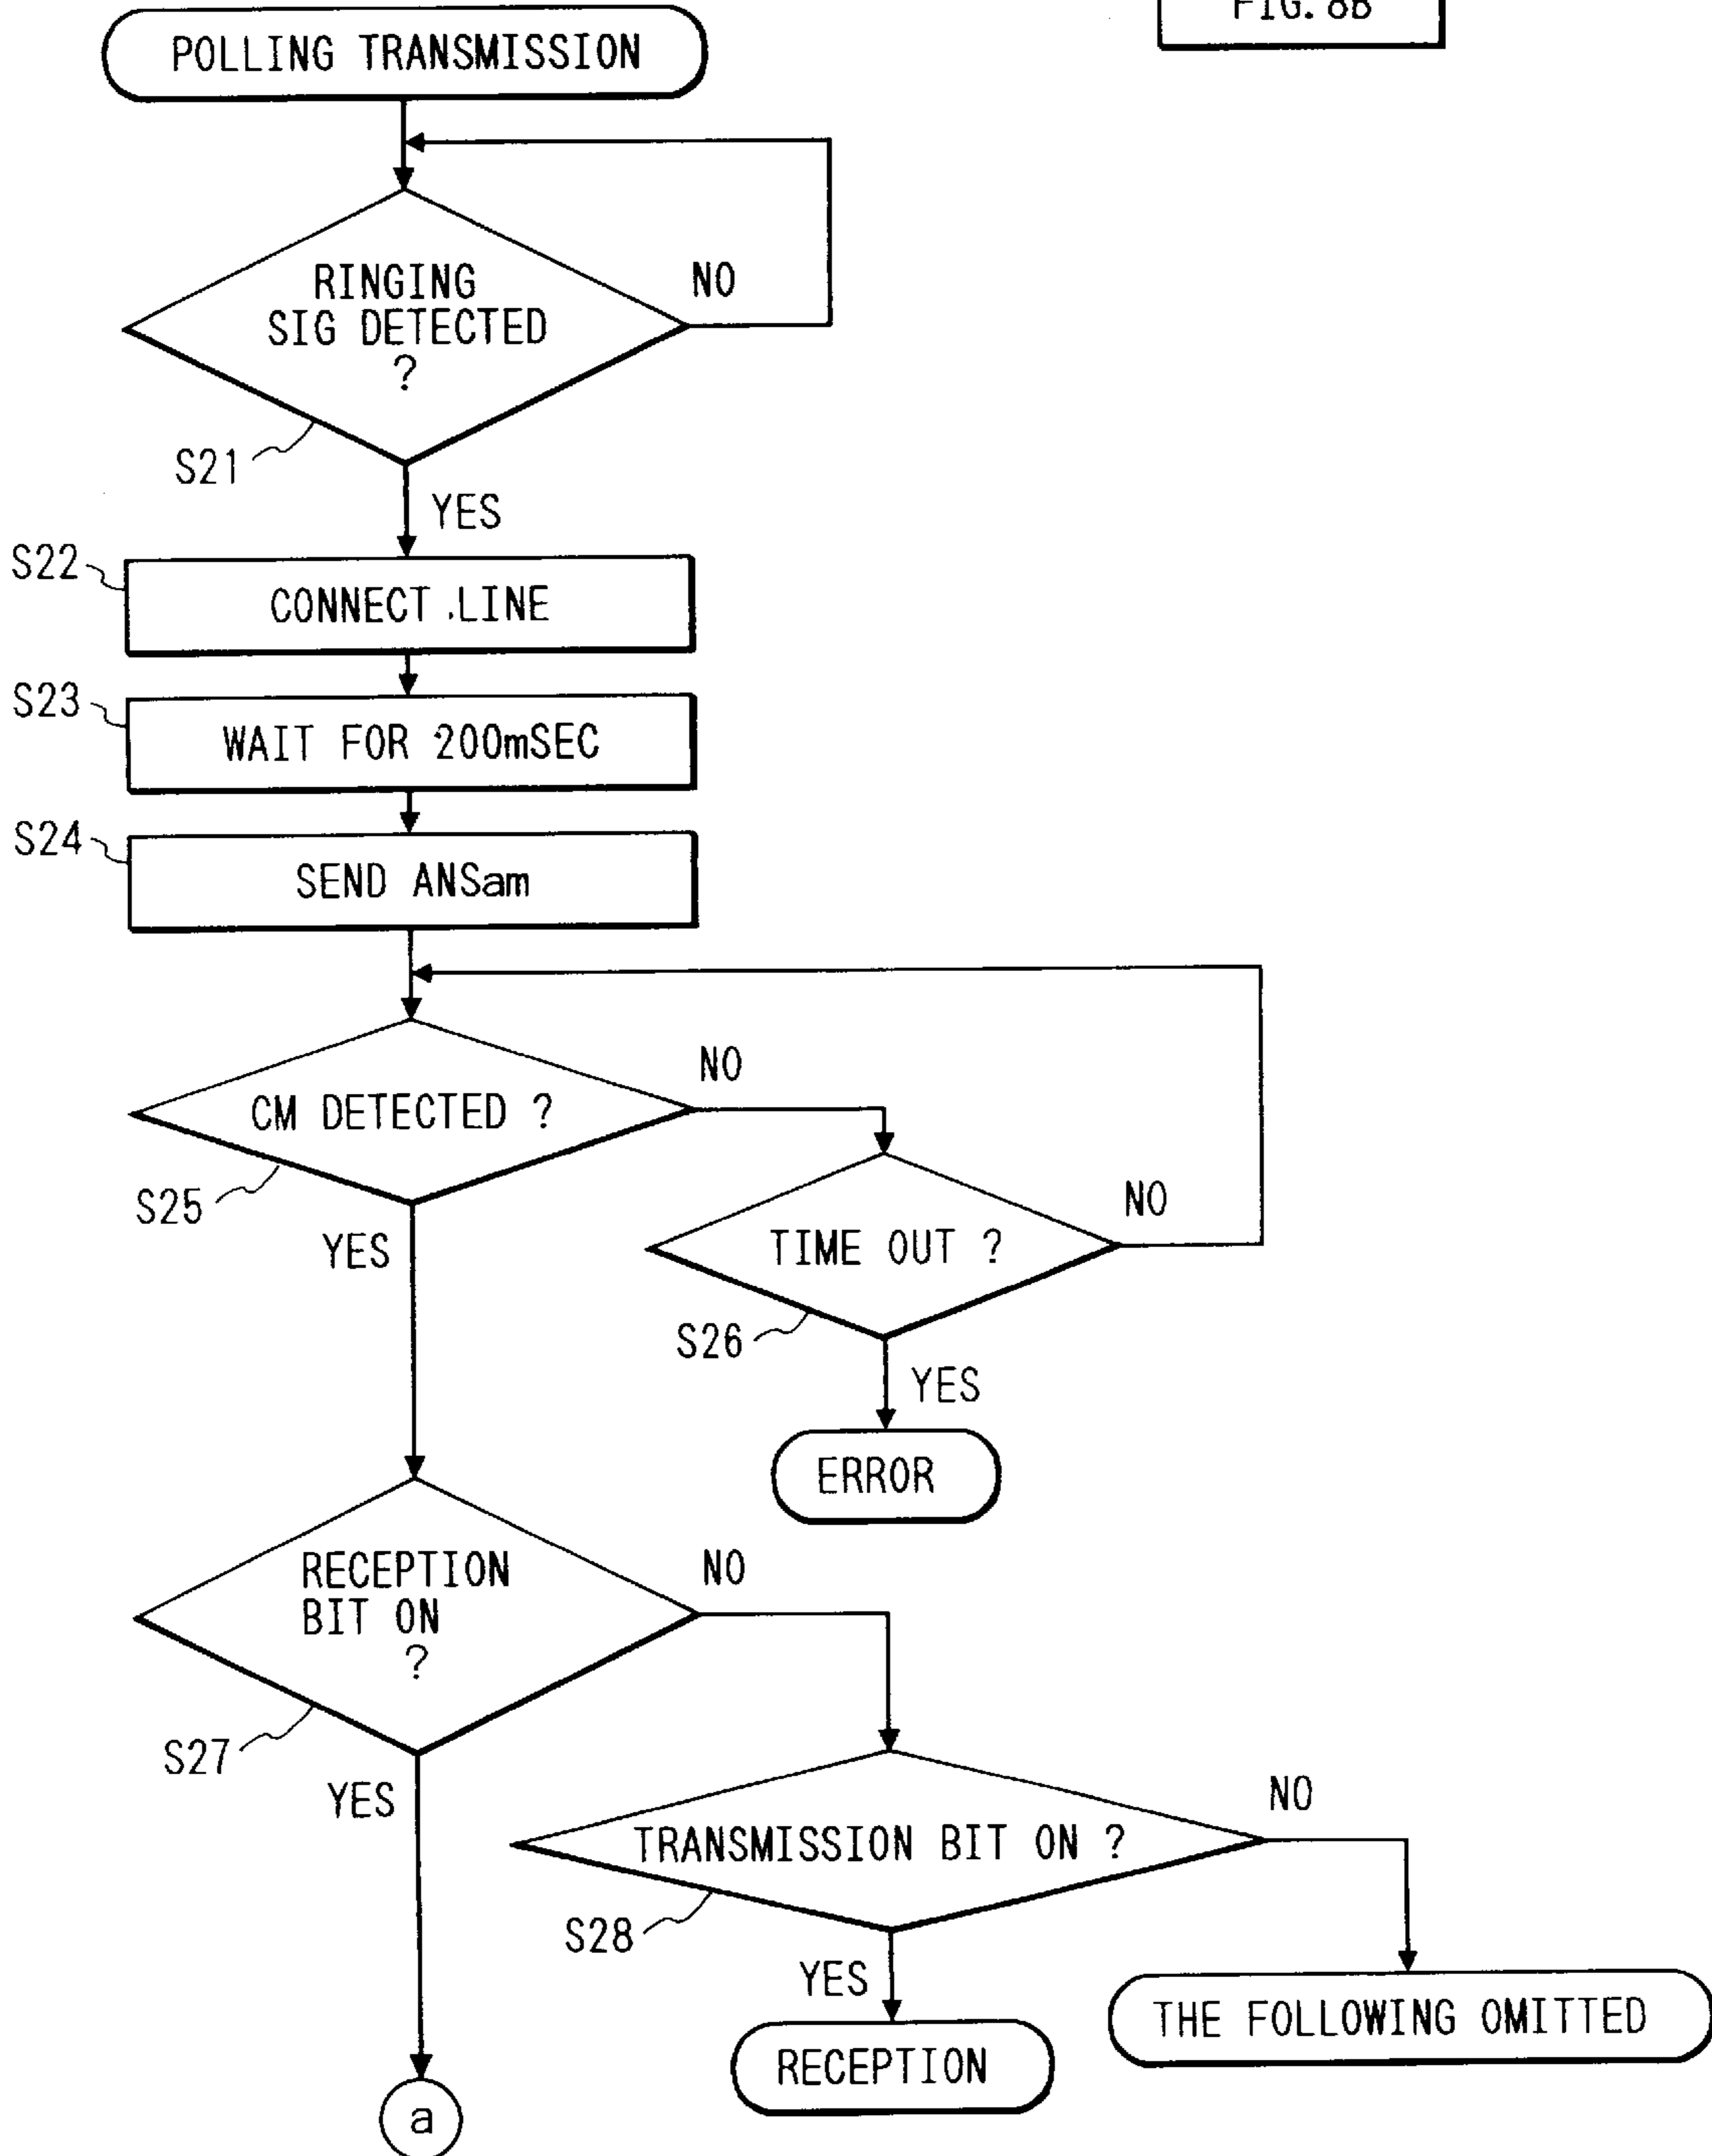 FIG. 8B
POLLING TRANSMISSION
RINGING
SIG DETECTED
?
NO
S21
YES
S22
CONNECT LINE
S23
WAIT FOR 200mSEC
S24
SEND ANSam
CM DETECTED ?
NO
S25
YES
TIME OUT ?
NO
S26
YES
ERROR
RECEPTION
BIT ON
?
NO
S27
YES
TRANSMISSION BIT ON ?
NO
S28
YES
RECEPTION
THE FOLLOWING OMITTED
a